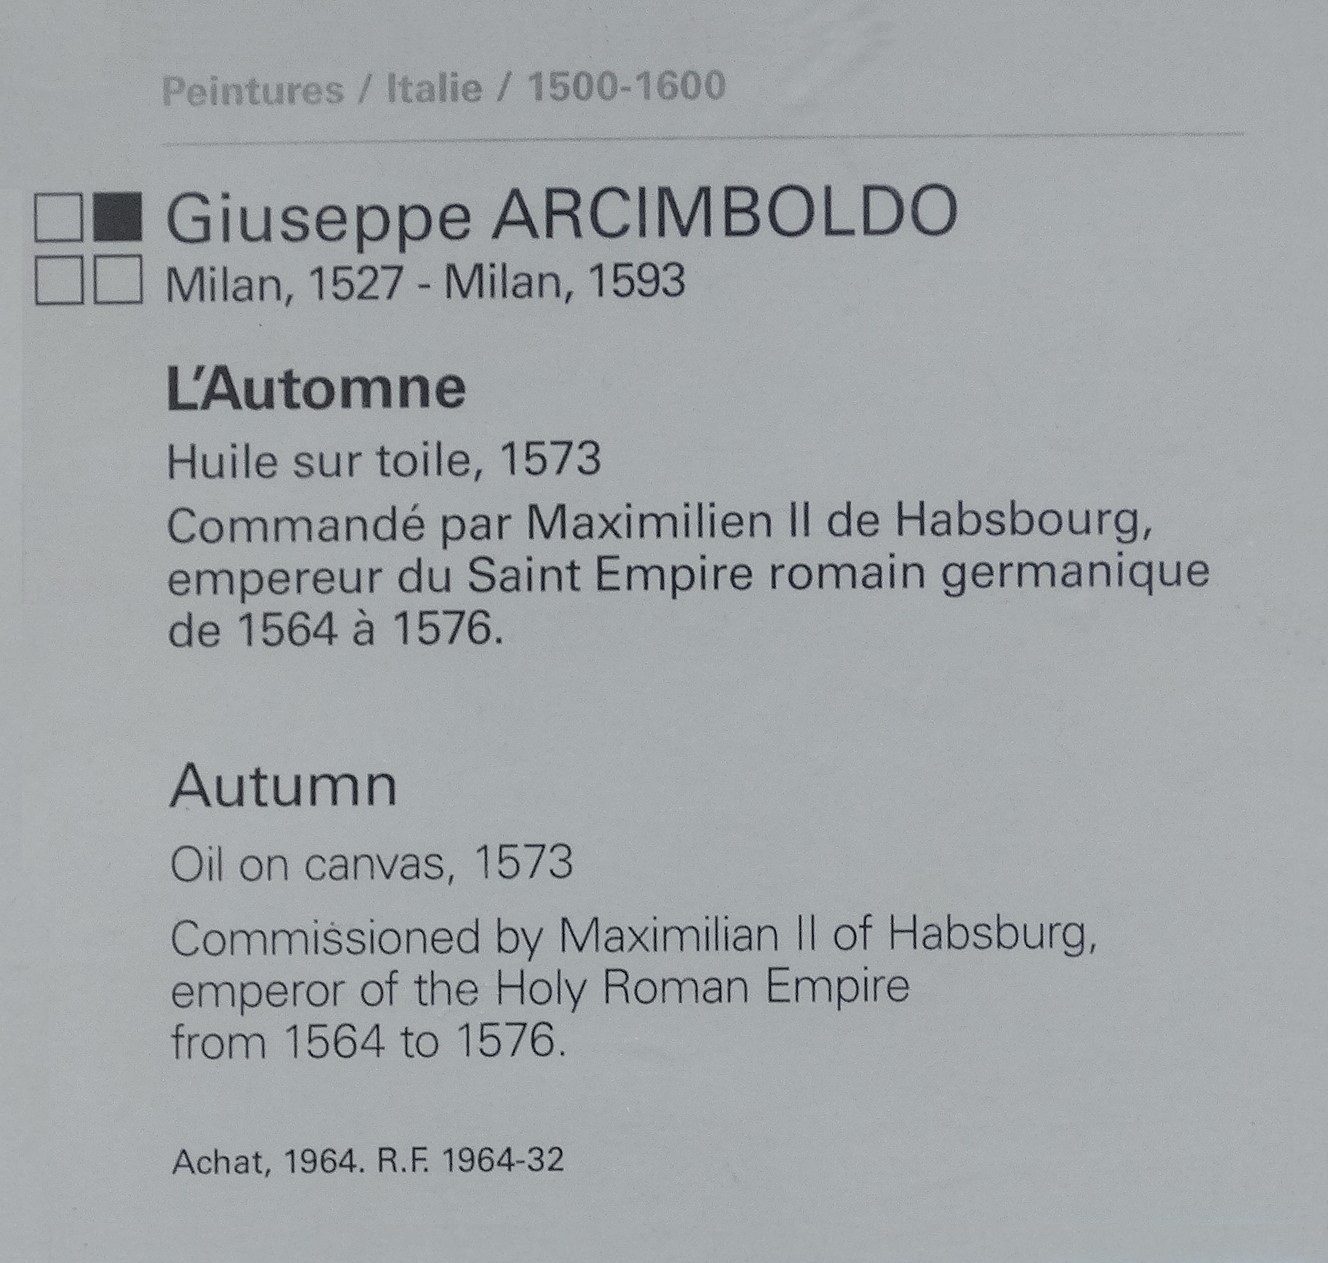 Peintures / Italie / 1500-1600
Giuseppe ARCIMBOLDO
Milan, 1527 - Milan, 1593
L'Automne
Huile sur toile, 1573
Commandé par Maximilien II de Habsbourg,
empereur du Saint Empire romain germanique
de 1564 à 1576.
Autumn
Oil on canvas, 1573
Commissioned by Maximilian II of Habsburg,
emperor of the Holy Roman Empire
from 1564 to 1576.
Achat, 1964. R.F. 1964-32